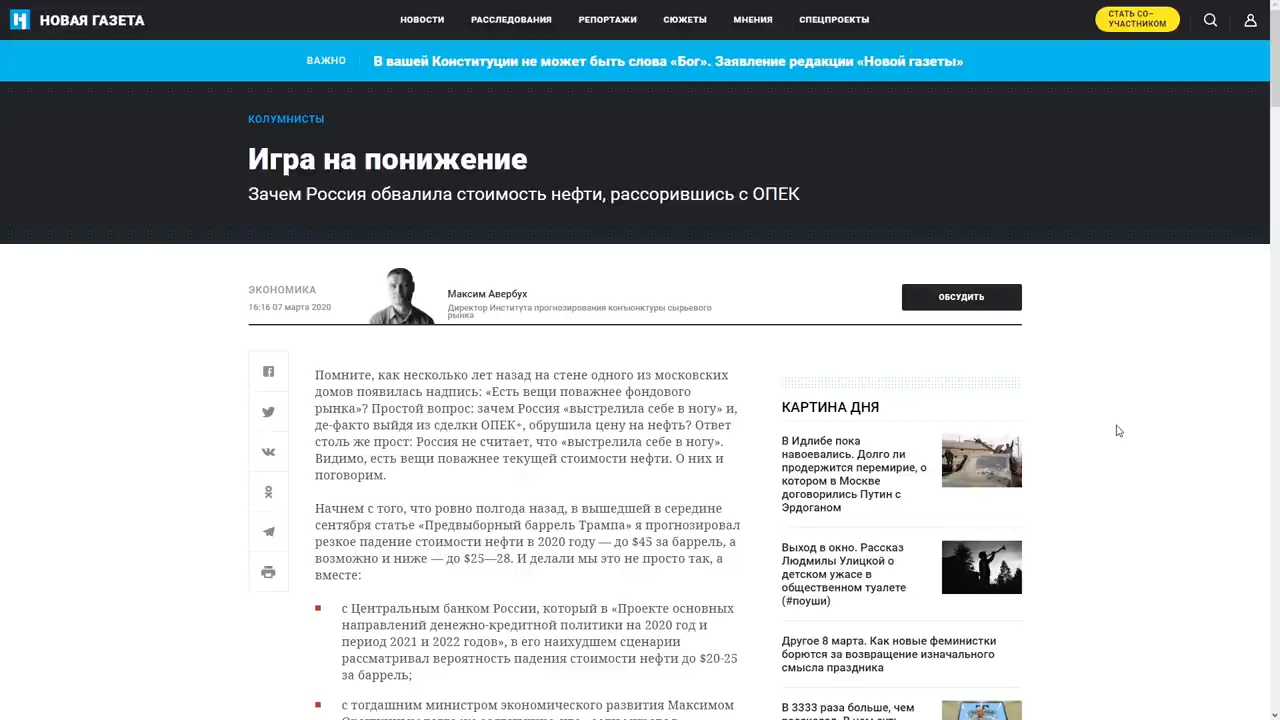 НОВАЯ ГАЗЕТА
НОВОСТИ РАССЛЕДОВАНИЯ РЕПОРТАЖИ СЮЖЕТЫ МНЕНИЯ СПЕЦПРОЕКТЫ
СТАТЬ СО–
УЧАСТНИКОМ
ВАЖНО
В вашей Конституции не может быть слова «Бог». Заявление редакции «Новой газеты»
КОЛУМНИСТЫ
Игра на понижение
Зачем Россия обвалила стоимость нефти, рассорившись с ОПЕК
ЭКОНОМИКА
16:16 07 марта 2020
Максим Авербух
Директор Института прогнозирования конъюнктуры сырьевого
рынка
ОБСУДИТЬ
Помните, как несколько лет назад на стене одного из московских
домов появилась надпись: «Есть вещи поважнее фондового
рынка»? Простой вопрос: зачем Россия «выстрелила себе в ногу» и,
де-факто выйдя из сделки ОПЕК+, обрушила цену на нефть? Ответ
столь же прост: Россия не считает, что «выстрелила себе в ногу».
Видимо, есть вещи поважнее текущей стоимости нефти. О них и
поговорим.
Начнем с того, что ровно полгода назад, в вышедшей в середине
сентября статье «Предвыборный баррель Трампа» я прогнозировал
резкое падение стоимости нефти в 2020 году — до $45 за баррель, а
возможно и ниже — до $25—28. И делали мы это не просто так, а
вместе:
с Центральным банком России, который в «Проекте основных
направлений денежно-кредитной политики на 2020 год и
период 2021 и 2022 годов», в его наихудшем сценарии
рассматривал вероятность падения стоимости нефти до $20-25
за баррель;
с тогдашним министром экономического развития Максимом
КАРТИНА ДНЯ
В Идлибе пока
навоевались. Долго ли
продержится перемирие, о
котором в Москве
договорились Путин с
Эрдоганом
Выход в окно. Рассказ
Людмилы Улицкой о
детском ужасе в
общественном туалете
(#поуши)
Другое 8 марта. Как новые феминистки
борются за возвращение изначального
смысла праздника
В 3333 раза больше, чем